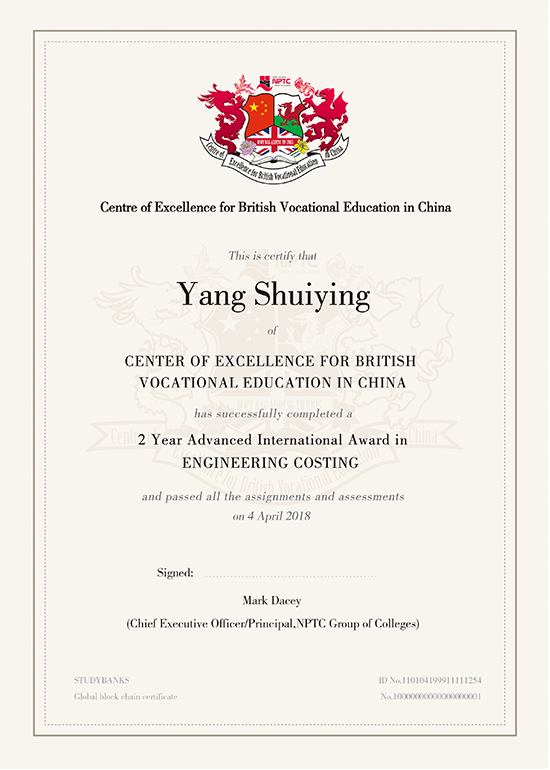 NPTC
Centre of Excellence for British Vocational Education in China
Centre of Excellence for British Vocational Education in China
This is certify that
Yang Shuiying
of
CENTER OF EXCELLENCE FOR BRITISH
VOCATIONAL EDUCATION IN CHINA
has successfully completed a
2 Year Advanced International Award in
ENGINEERING COSTING
and passed all the assignments and assessments
on 4 April 2018
Signed:
Mark Dacey
(Chief Executive Officer/Principal,NPTC Group of Colleges)
STUDYBANKS
ID No.110104199911111254
Global block chain certificate
No.1000000000000000001